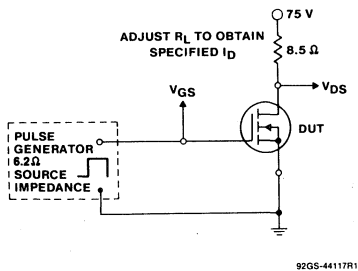 75 V
ADJUST RL TO OBTAIN
SPECIFIED ID
8.5 Ω
VGS
VDS
DUT
PULSE
GENERATOR
6.2Ω
SOURCE
IMPEDANCE
92GS-44117R1